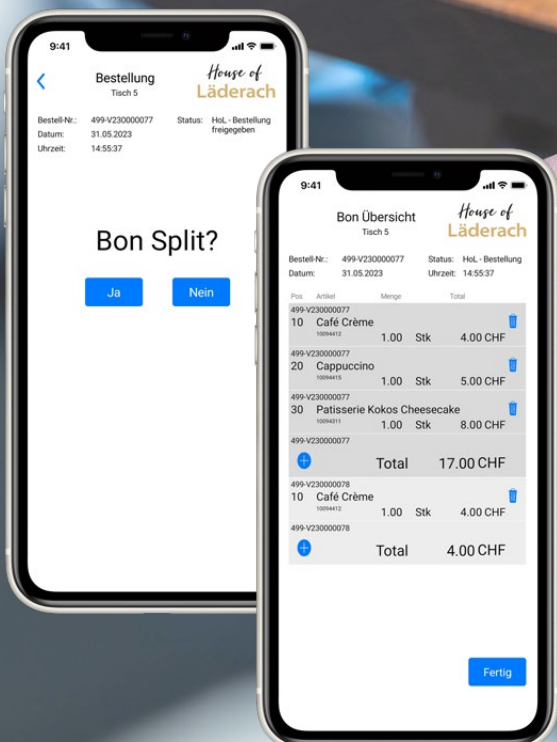 9:41
Bestellung
Tisch 5
House of
Läderach
Bestell-Nr.: 499-V230000077 Status: HoL - Bestellung
freigegeben
Datum: 31.05.2023
Uhrzeit: 14:55:37
Bon Split?
Ja Nein
9:41
Bon Übersicht
Tisch 5
House of
Läderach
Bestell-Nr: 499-V230000077 Status: HoL - Bestellung
Datum: 31.05.2023 Uhrzeit: 14:55:37
Pos Artikel Menge Total
499-V230000077
10 Café Crème
10094412 1.00 Stk 4.00 CHF
499-V230000077
20 Cappuccino
10094415 1.00 Stk 5.00 CHF
499-V230000077
30 Patisserie Kokos Cheesecake
10094311 1.00 Stk 8.00 CHF
499-V230000077
Total 17.00 CHF
499-V230000078
10 Café Crème
10094412 1.00 Stk 4.00 CHF
499-V230000078
Total 4.00 CHF
Fertig